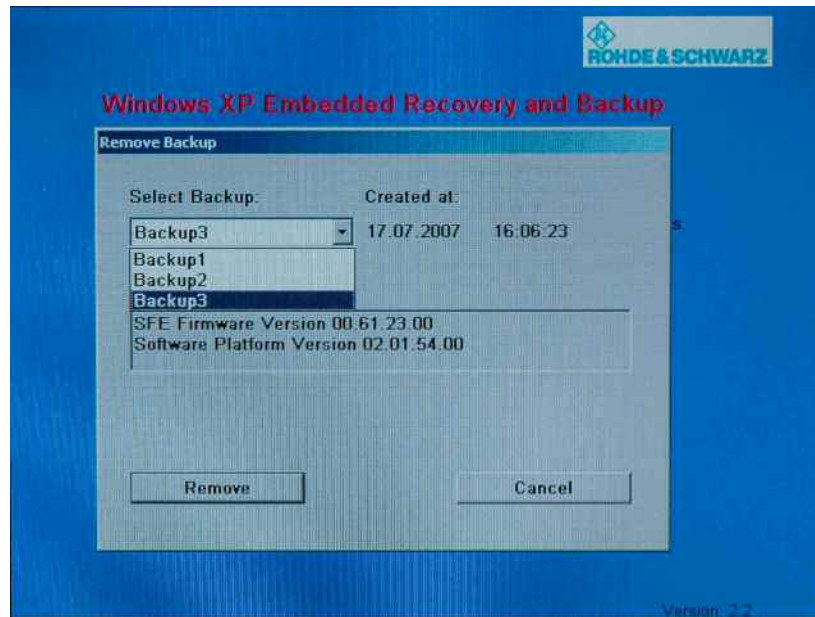 ROHDE & SCHWARZ
Windows XP Embedded Recovery and Backup
Remove Backup
Select Backup: Created at:
Backup3 17.07.2007 16:06:23
s.
Backup1
Backup2
Backup3
SFE Firmware Version 00.61.23.00
Software Platform Version 02.01.54.00
Remove Cancel
Version 2.2